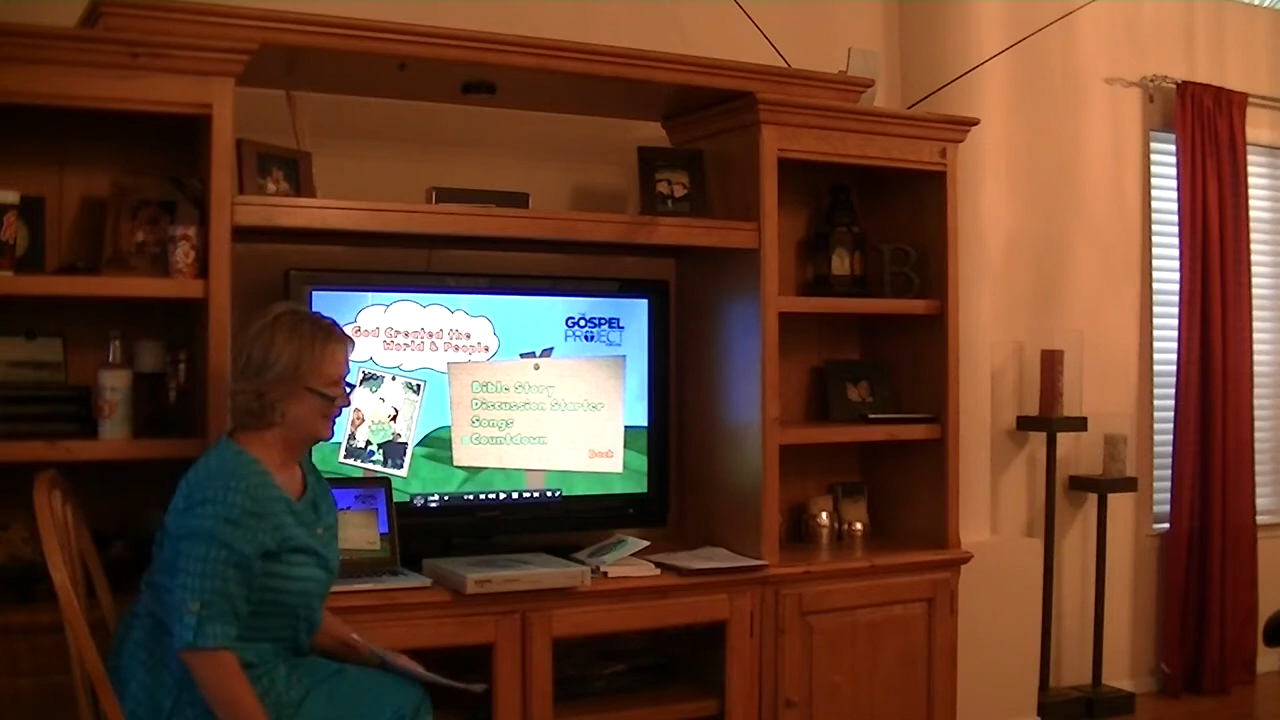 God Created the
World & People
THE
GOSPEL
PROJECT
Bible Story
Discussion Starter
Songs
Countdown
Back
B